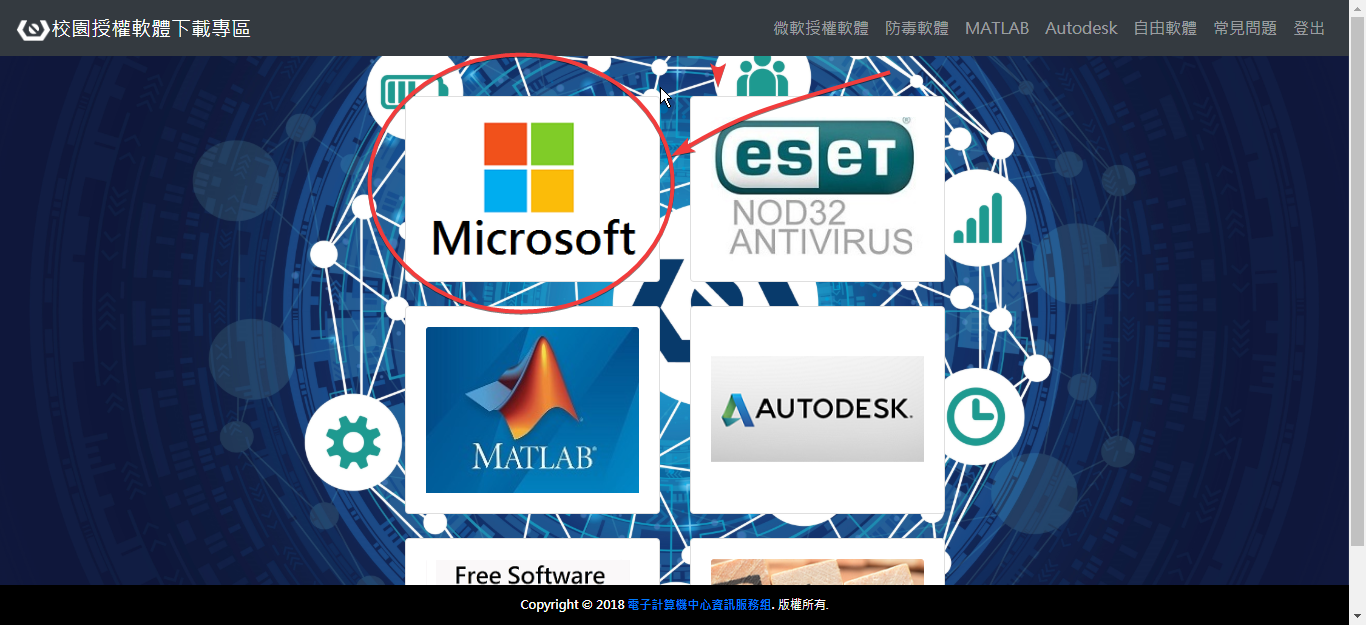 校園授權軟體下載專區
微軟授權軟體 防毒軟體 MATLAB Autodesk 自由軟體 常見問題 登出
Microsoft
eseT®
NOD32
ANTIVIRUS
MATLAB®
AUTODESK.
Free Software
Copyright © 2018 電子計算機中心資訊服務組. 版權所有.